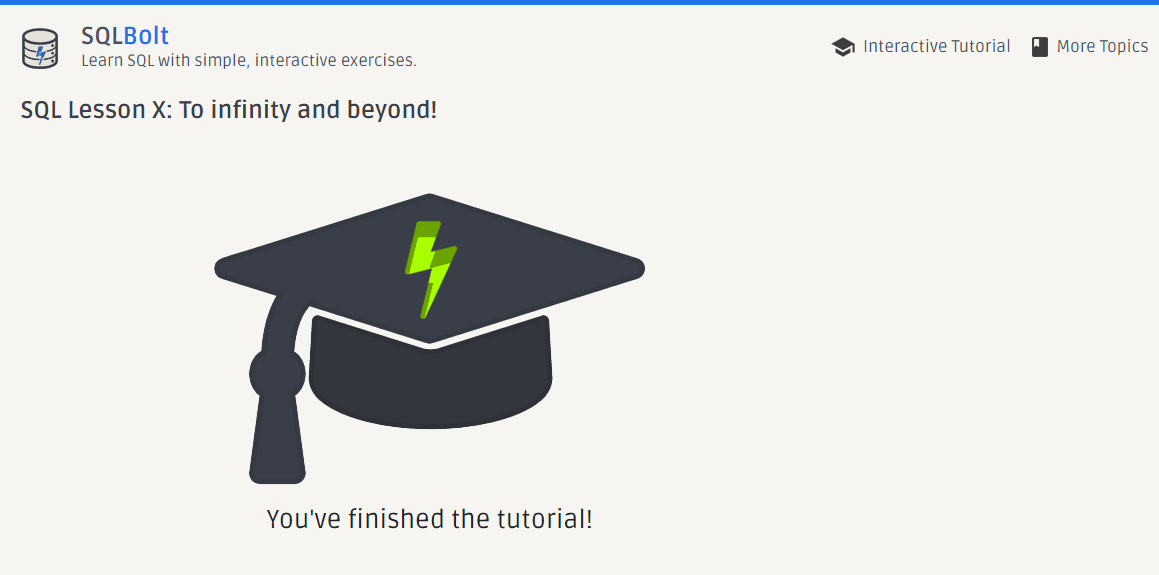 SQLBolt
Learn SQL with simple, interactive exercises.
Interactive Tutorial
More Topics
SQL Lesson X: To infinity and beyond!
You've finished the tutorial!